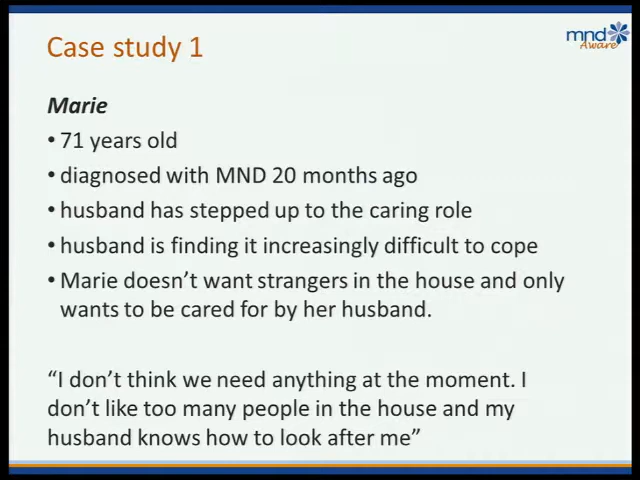 Case study 1
mnd
Aware
Marie
• 71 years old
• diagnosed with MND 20 months ago
• husband has stepped up to the caring role
• husband is finding it increasingly difficult to cope
• Marie doesn’t want strangers in the house and only
wants to be cared for by her husband.
“I don’t think we need anything at the moment. I
don’t like too many people in the house and my
husband knows how to look after me”